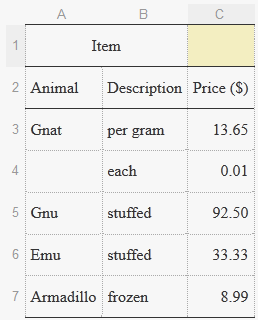 A B C
1 Item
2 Animal Description Price ($)
3 Gnat per gram 13.65
4 each 0.01
5 Gnu stuffed 92.50
6 Emu stuffed 33.33
7 Armadillo frozen 8.99